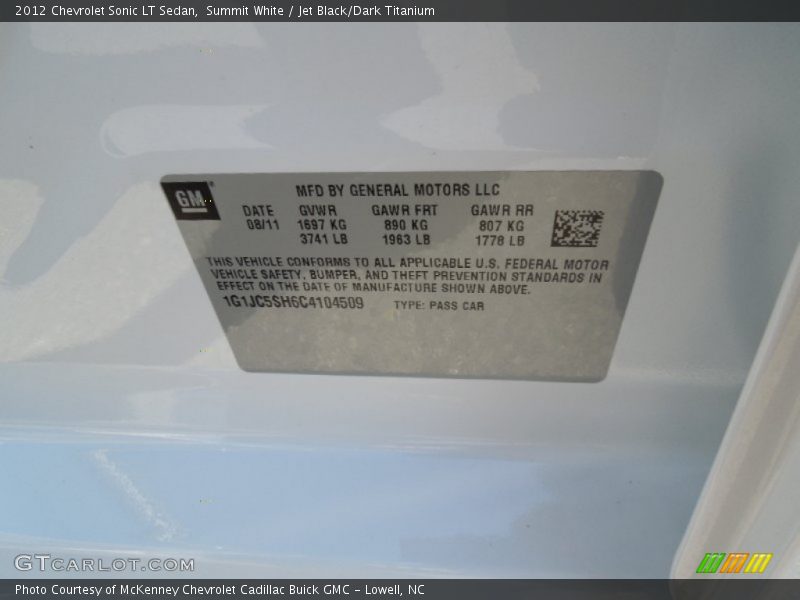 2012 Chevrolet Sonic LT Sedan,  Summit White / Jet Black/Dark Titanium
GM
MFD BY GENERAL MOTORS LLC
DATE GVWR GAWR FRT GAWR RR
08/11 1697 KG 890 KG 807 KG
3741 LB 1963 LB 1778 LB
THIS VEHICLE CONFORMS TO ALL APPLICABLE U.S. FEDERAL MOTOR
VEHICLE SAFETY, BUMPER, AND THEFT PREVENTION STANDARDS IN
EFFECT ON THE DATE OF MANUFACTURE SHOWN ABOVE.
1G1JC5SH6C4104509 TYPE: PASS CAR
GTCARLOT.COM
Photo Courtesy of McKenney Chevrolet Cadillac Buick GMC - Lowell, NC